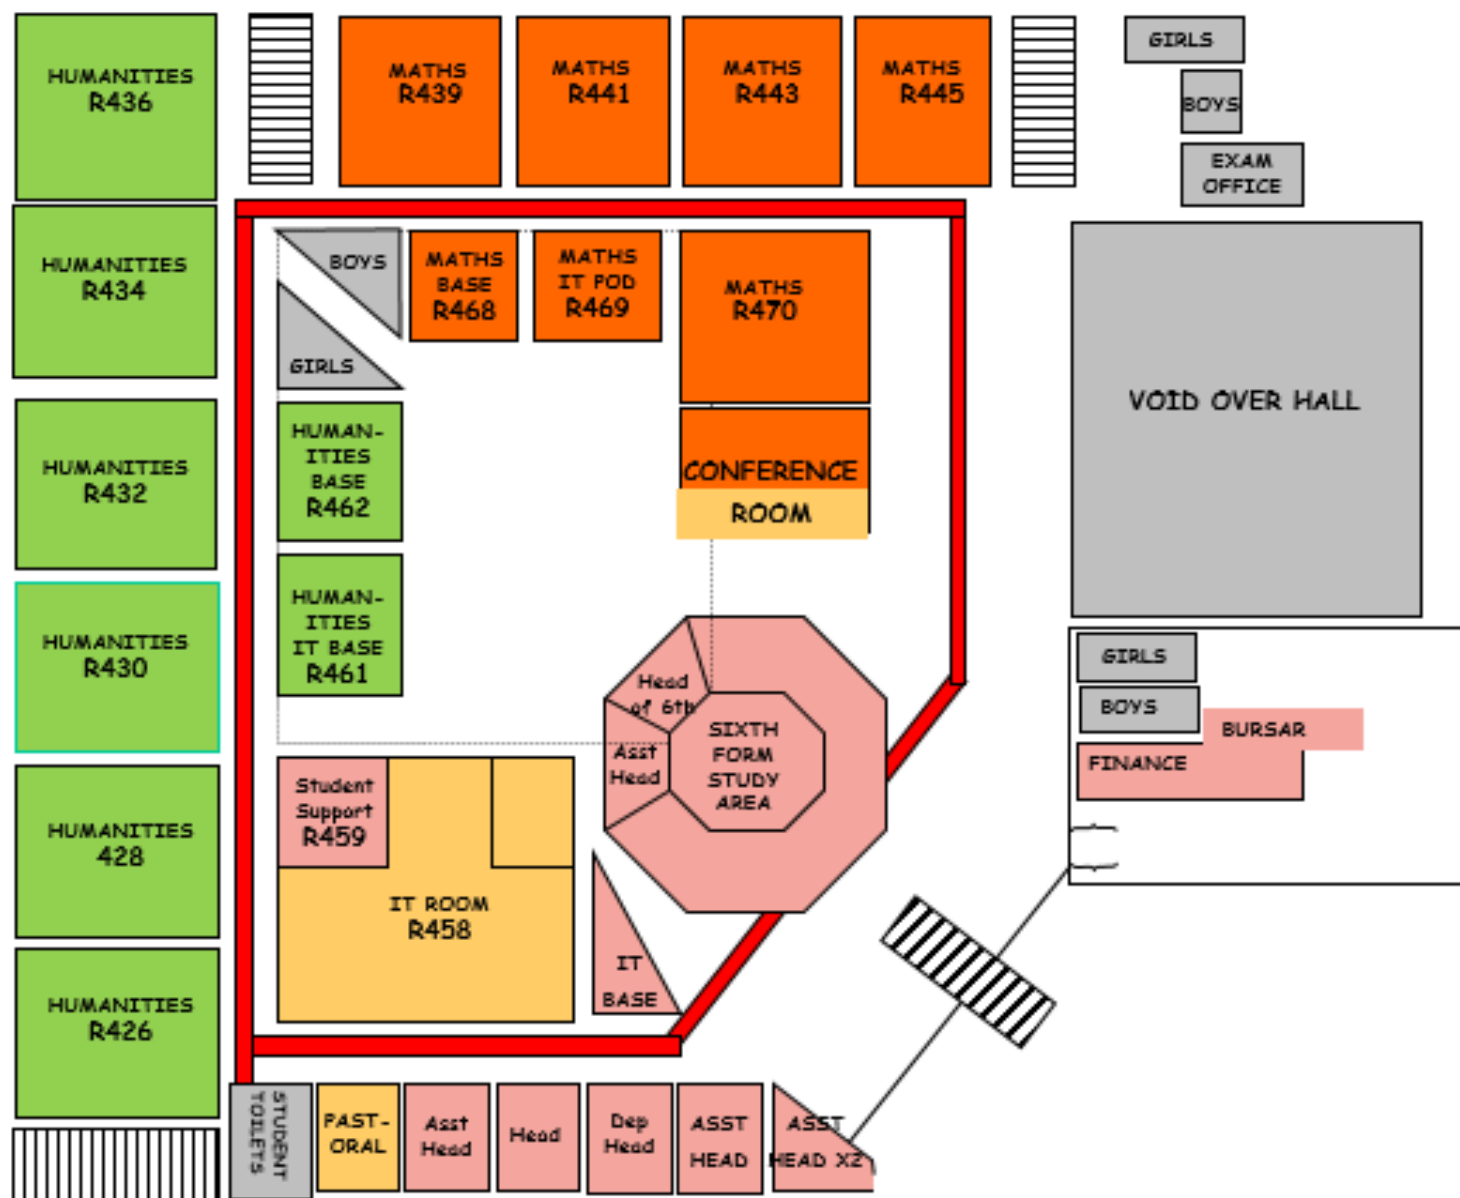 HUMANITIES
R436
MATHS
R439
MATHS
R441
MATHS
R443
MATHS
R445
GIRLS
BOYS
EXAM
OFFICE
HUMANITIES
R434
BOYS
GIRLS
MATHS
BASE
R468
MATHS
IT POD
R469
MATHS
R470
VOID OVER HALL
HUMANITIES
R432
HUMAN-
ITIES
BASE
R462
CONFERENCE
ROOM
HUMANITIES
R430
HUMAN-
ITIES
IT BASE
R461
Head
of 6th
Asst
Head
SIXTH
FORM
STUDY
AREA
GIRLS
BOYS
BURSAR
FINANCE
HUMANITIES
428
Student
Support
R459
IT ROOM
R458
IT
BASE
HUMANITIES
R426
STUDENT
TOILETS
PAST-
ORAL
Asst
Head
Head
Dep
Head
ASST
HEAD
ASST
HEAD X2